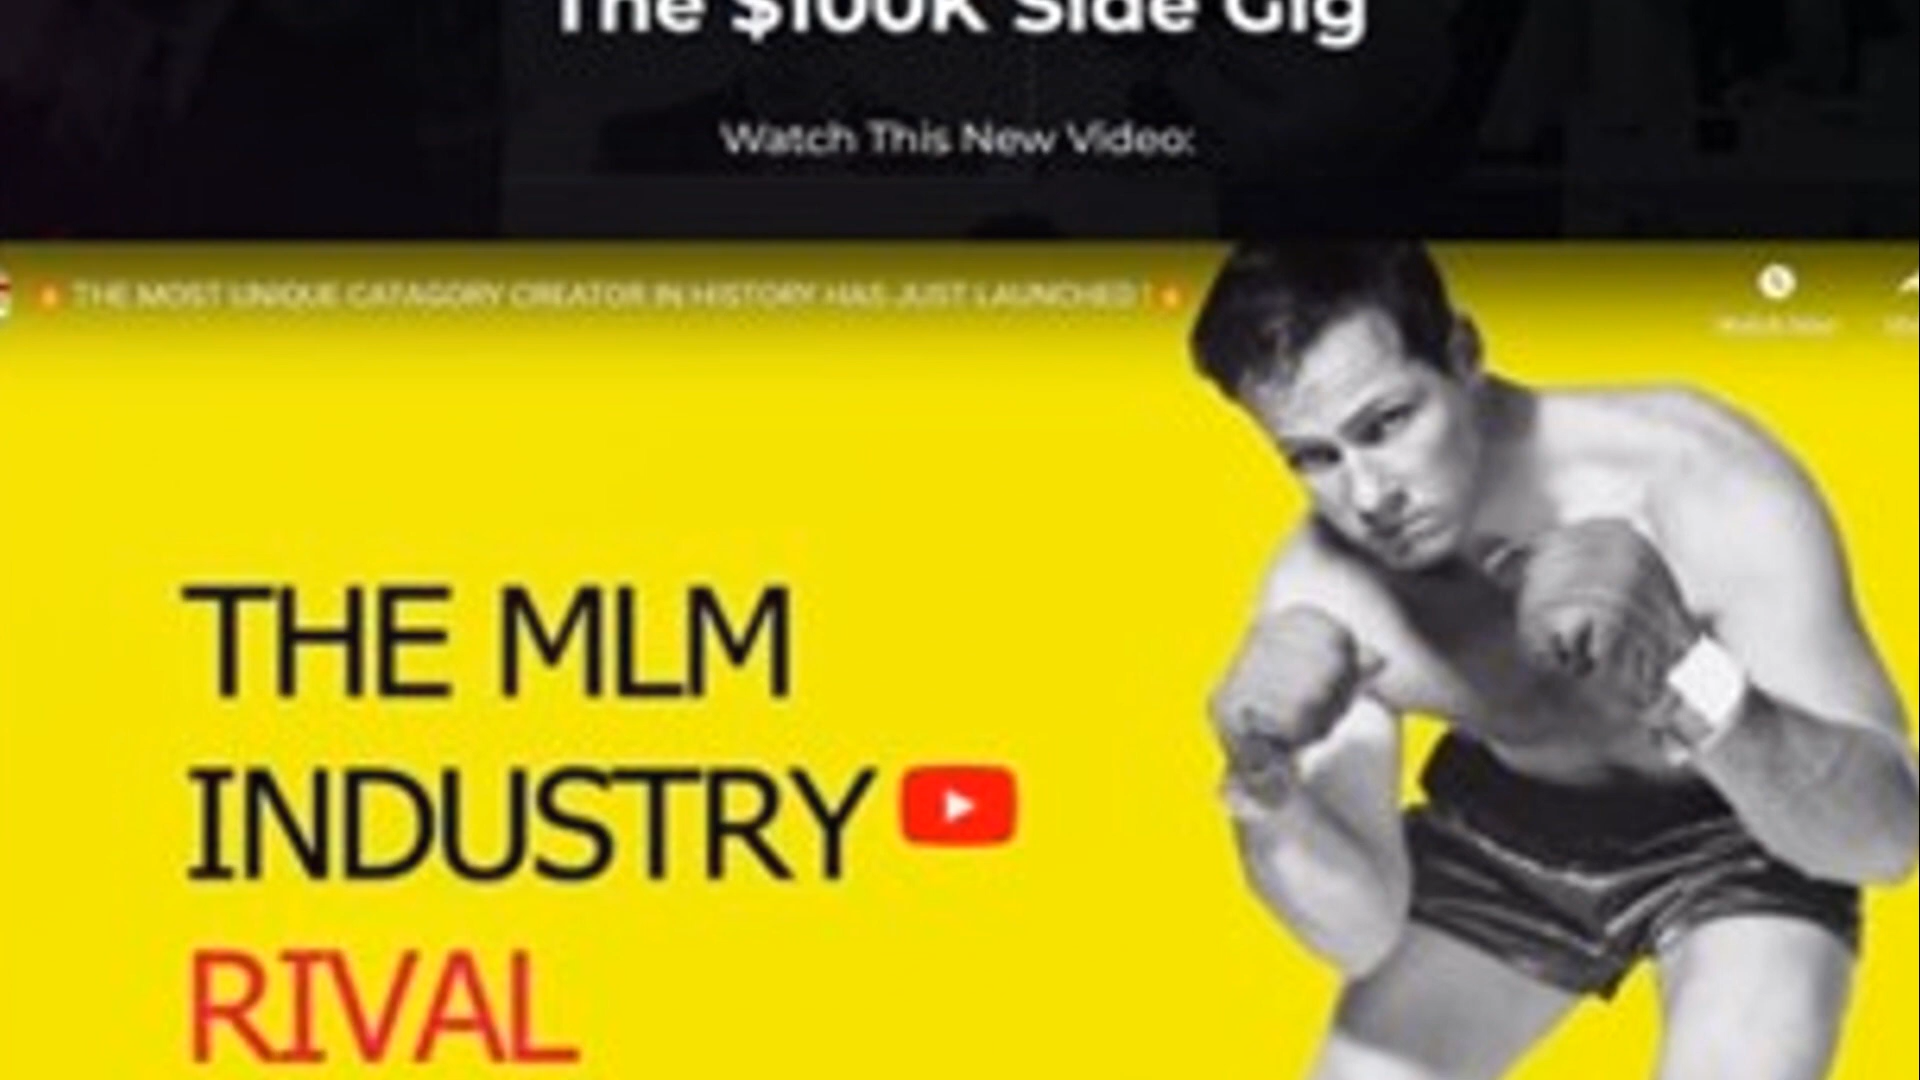 The $100K Side Gig
Watch This New Video:
THE MOST UNIQUE CATAGORY CREATOR IN HISTORY HAS JUST LAUNCHED !
THE MLM
INDUSTRY
RIVAL